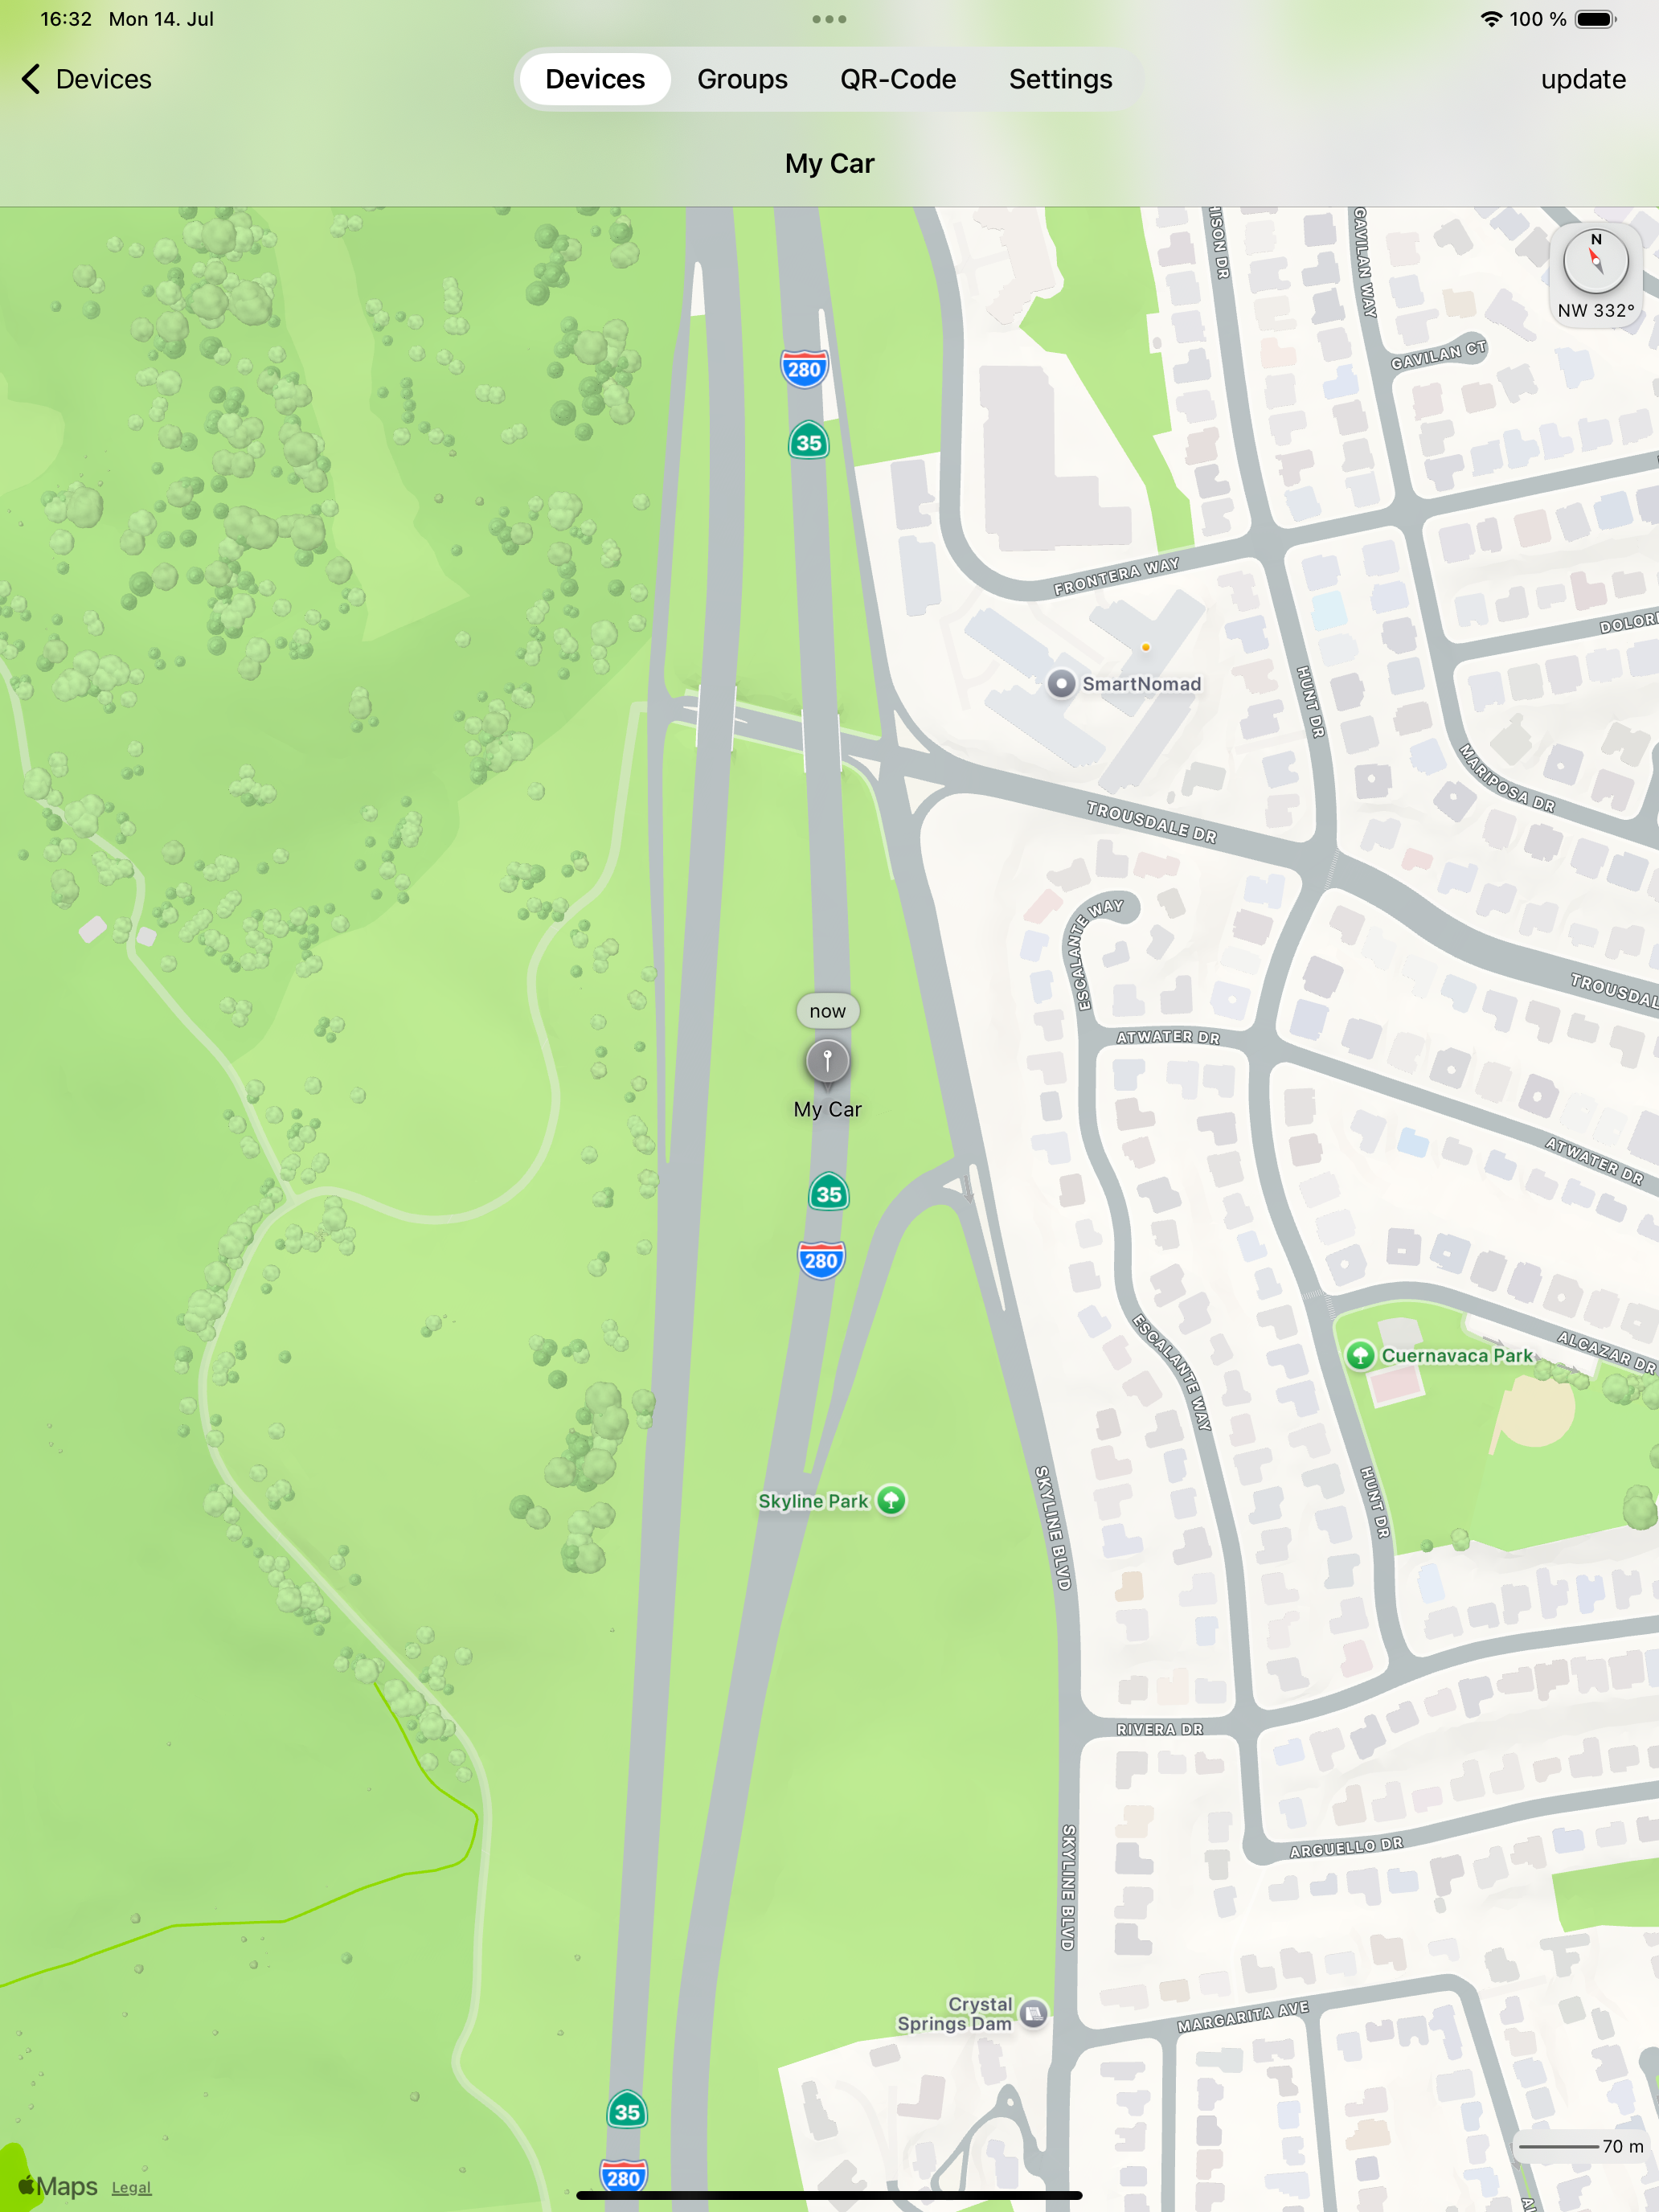 16:32 Mon 14. Jul
100 %
Devices
Devices
Groups
QR-Code
Settings
update
My Car
GAVILAN WAY
N
NW 332°
GAVILAN CT
280
35
FRONTERA WAY
SmartNomad
HUNT DR
MARIPOSA DR
TROUSDALE DR
ESCALANTE WAY
now
My Car
ATWATER DR
ATWATER DR
35
280
ESCALANTE WAY
Cuernavaca Park
ALCAZAR DR
Skyline Park
SKYLINE BLVD
HUNT DR
RIVERA DR
SKYLINE BLVD
ARGUELLO DR
Crystal
Springs Dam
MARGARITA AVE
35
280
70 m
Maps
Legal